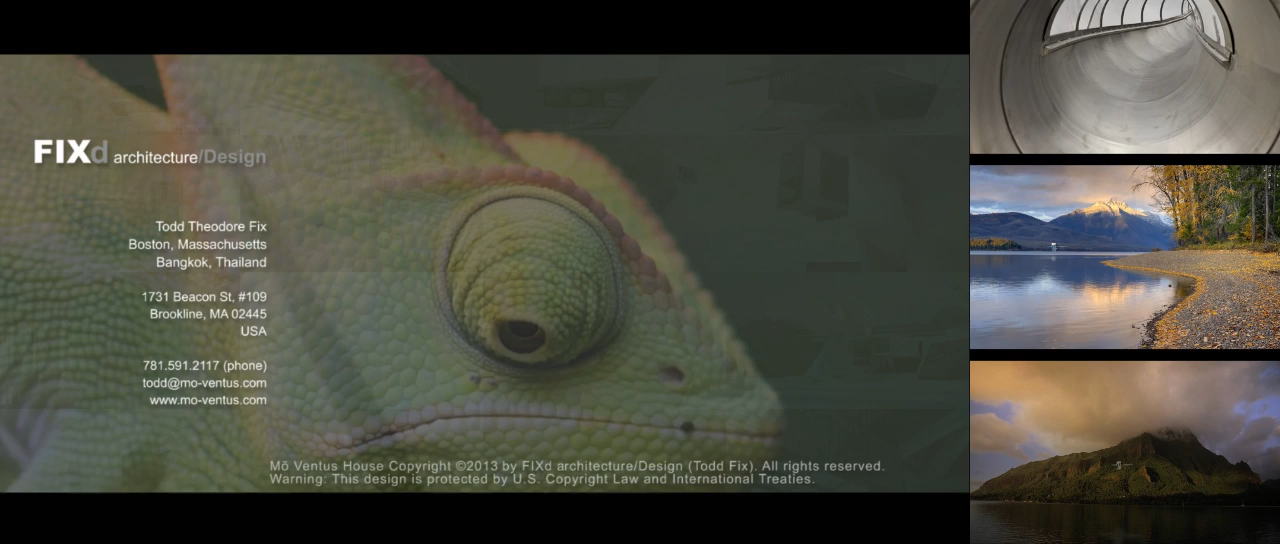 FIXd architecture/Design
Todd Theodore Fix
Boston, Massachusetts
Bangkok, Thailand
1731 Beacon St, #109
Brookline, MA 02445
USA
781.591.2117 (phone)
todd@mo-ventus.com
www.mo-ventus.com
Mō Ventus House Copyright ©2013 by FIXd architecture/Design (Todd Fix). All rights reserved.
Warning: This design is protected by U.S. Copyright Law and International Treaties.